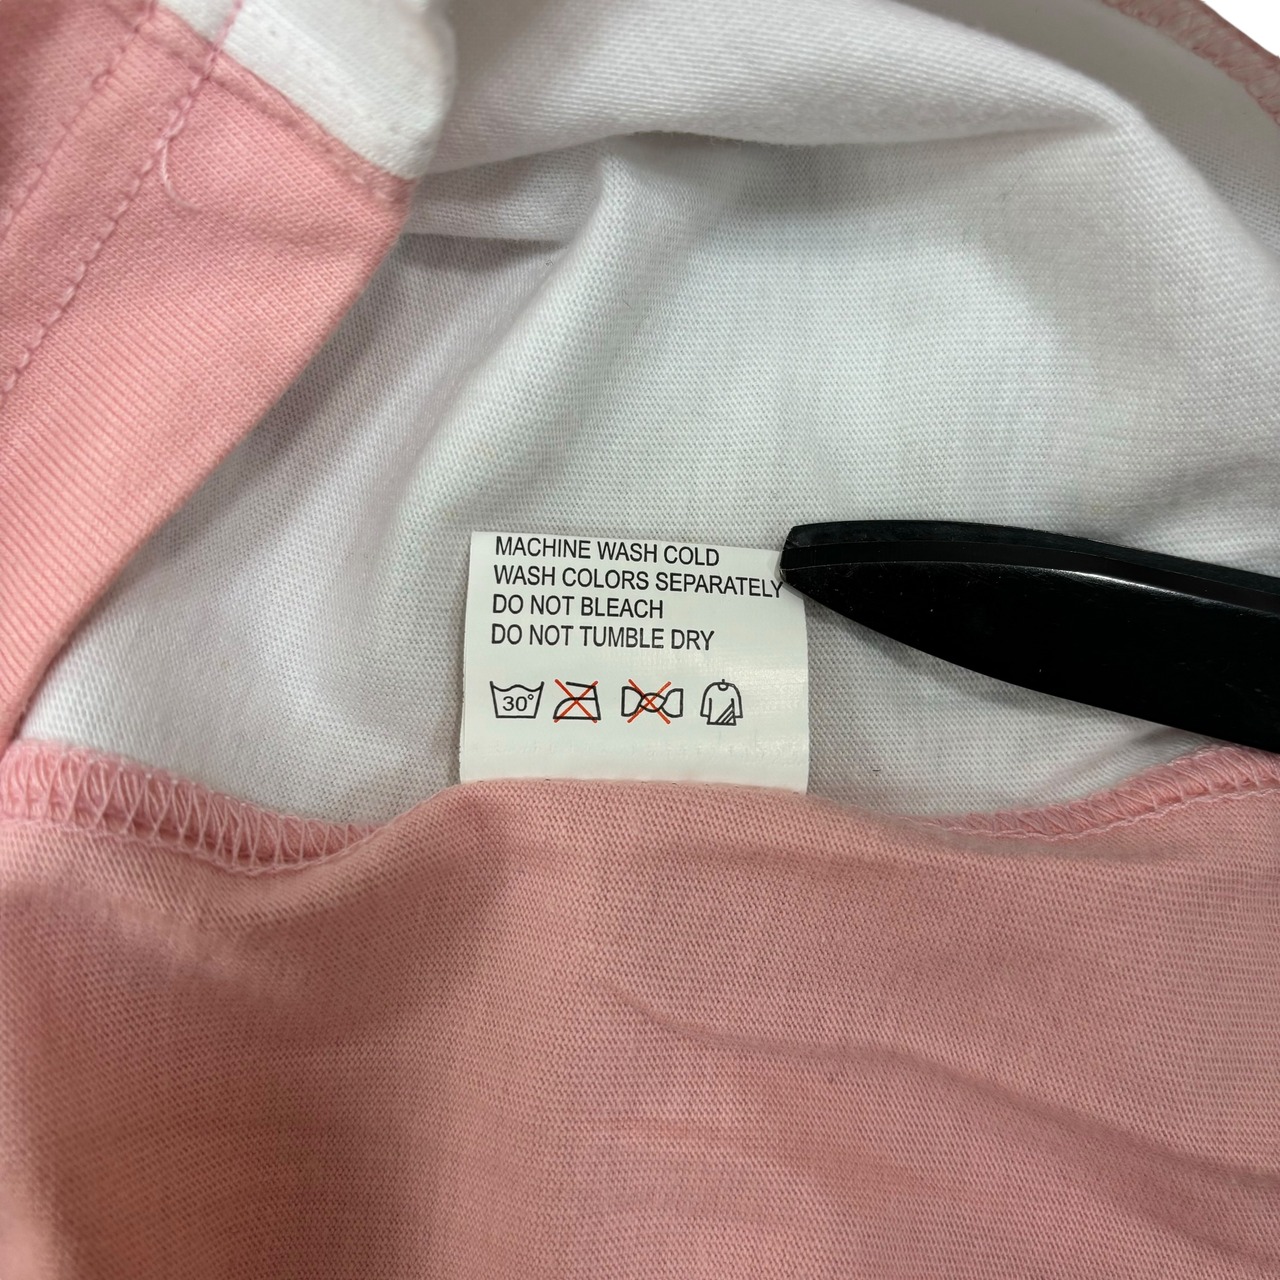 MACHINE WASH COLD
WASH COLORS SEPARATELY
DO NOT BLEACH
DO NOT TUMBLE DRY
30°